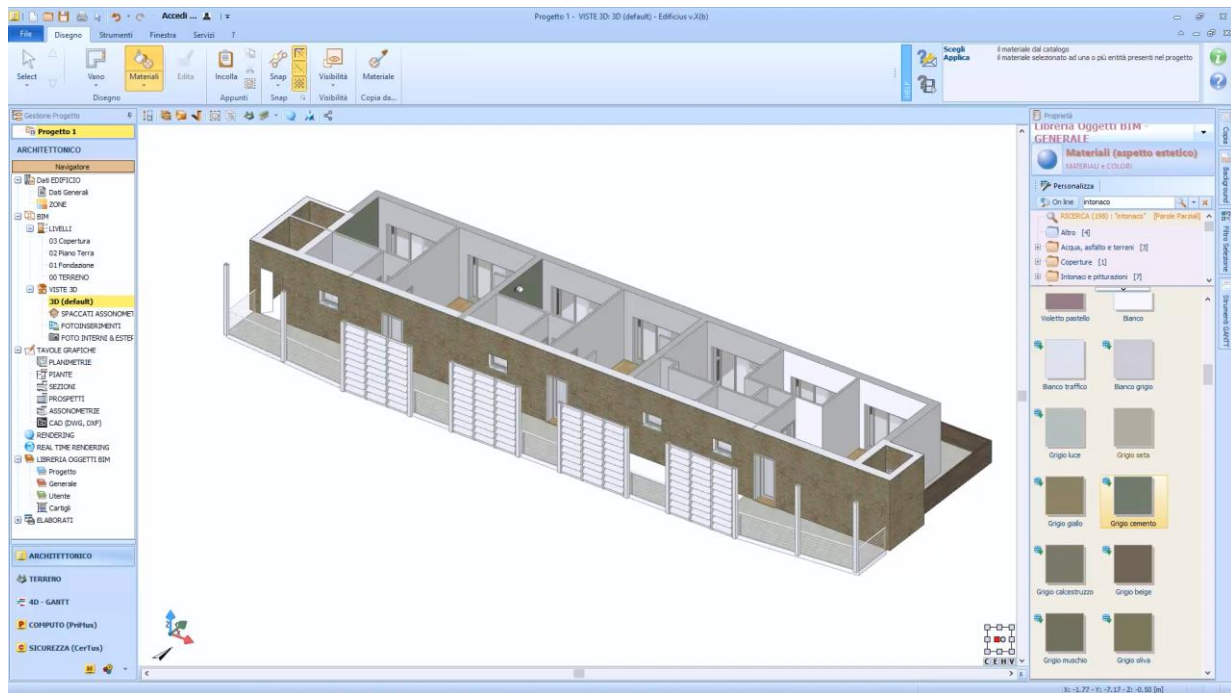 Accedi ...
Progetto 1 - VISTE 3D: 3D (default) - Edificius v.X(b)
File
Disegno
Strumenti
Finestra
Servizi
?
Select
Vano
Materiali
Edita
Incolla
Snap
Visibilità
Materiale
Disegno
Appunti
Snap
Visibilità
Copia da...
HELP
Scegli il materiale dal catalogo
Applica il materiale selezionato ad una o più entità presenti nel progetto
Gestione Progetto
Progetto 1
ARCHITETTONICO
Navigatore
Dati EDIFICIO
Dati Generali
ZONE
BIM
LIVELLI
03 Copertura
02 Piano Terra
01 Fondazione
00 TERRENO
VISTE 3D
3D (default)
SPACCATI ASSONOMET
FOTOINSERIMENTI
FOTO INTERNI & ESTER
TAVOLE GRAFICHE
PLANIMETRIE
PIANTE
SEZIONI
PROSPETTI
ASSONOMETRIE
CAD (DWG, DXF)
RENDERING
REAL TIME RENDERING
LIBRERIA OGGETTI BIM
Progetto
Generale
Utente
Cartigli
ELABORATI
ARCHITETTONICO
TERRENO
4D - GANTT
COMPUTO (PriMus)
SICUREZZA (CerTus)
C E H V
Proprietà
Libreria Oggetti BIM -
GENERALE
Materiali (aspetto estetico)
MATERIALI e COLORI
Personalizza
On line
intonaco
RICERCA (198) : "intonaco" (Parole Parziali)
Altro [4]
Acqua, asfalto e terreni [3]
Coperture [1]
Intonaci e pitturazioni [7]
Violetto pastello
Bianco
Bianco traffico
Bianco grigio
Grigio luce
Grigio seta
Grigio giallo
Grigio cemento
Grigio calcestruzzo
Grigio beige
Grigio muschio
Grigio oliva
Copie
Background
Filtro Selezione
Strumenti GANTT
X: -1.77 - Y: -7.17 - Z: -0.50 [m]